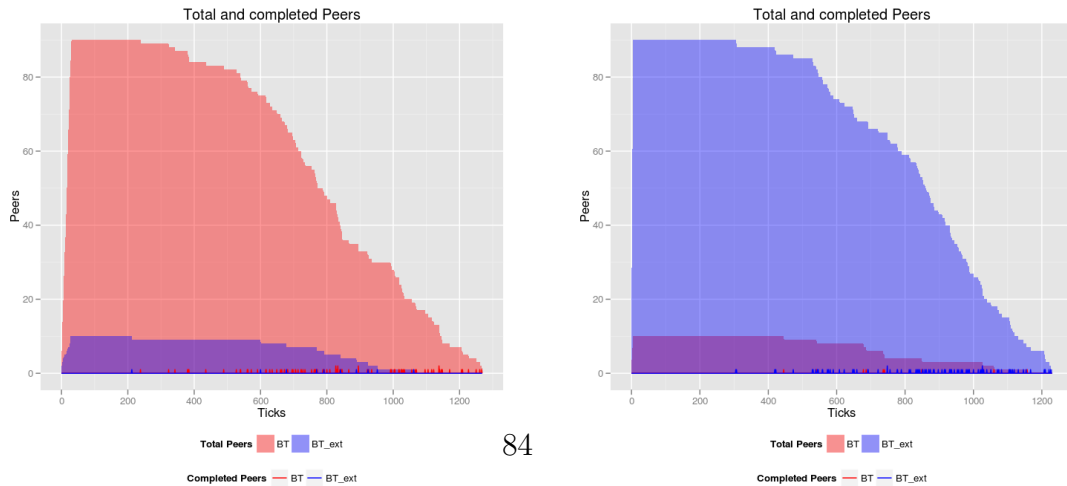 Total and completed Peers
80
60
40
20
0
Peers
0 200 400 600 800 1000 1200
Ticks
Total Peers BT BT_ext
Completed Peers BT BT_ext
84
Total and completed Peers
80
60
40
20
0
Peers
0 200 400 600 800 1000 1200
Ticks
Total Peers BT BT_ext
Completed Peers BT BT_ext